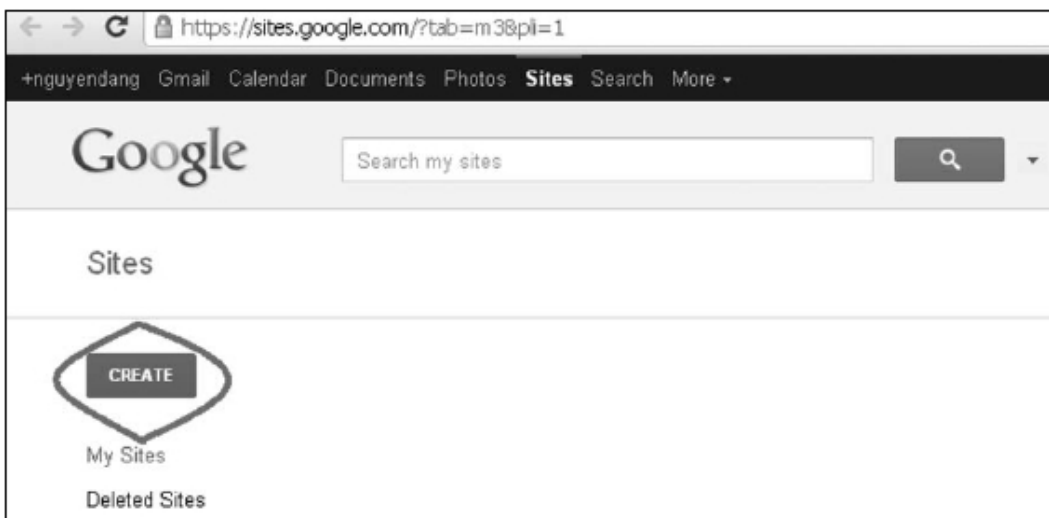 https://sites.google.com/?tab=m3&pli=1
+nguyendang Gmail Calendar Documents Photos Sites Search More
Google
Search my sites
Sites
CREATE
My Sites
Deleted Sites